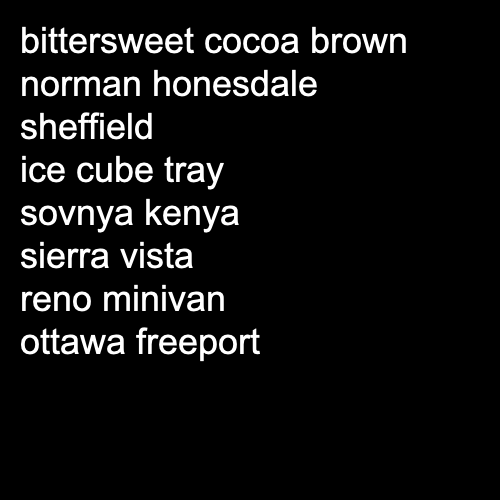 bittersweet cocoa brown
norman honesdale
sheffield
ice cube tray
sovnya kenya
sierra vista
reno minivan
ottawa freeport